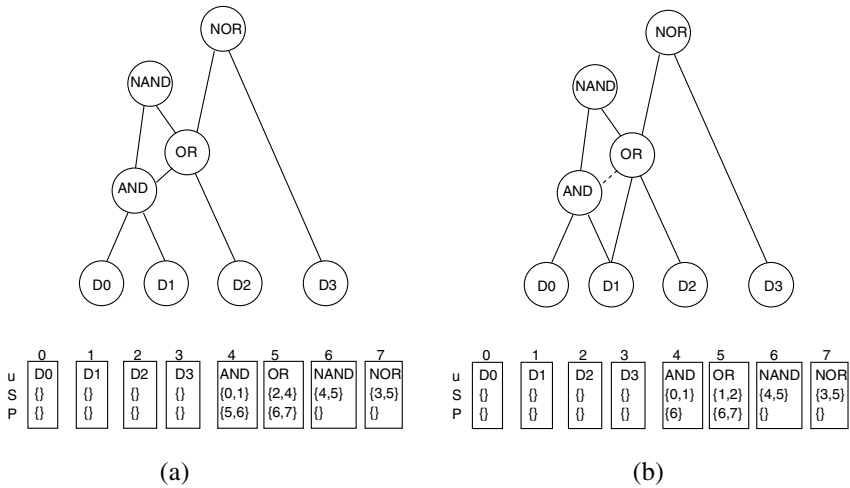 NOR
NAND
OR
AND
D0 D1 D2 D3
0 1 2 3 4 5 6 7
u D0 D1 D2 D3 AND OR NAND NOR
S {} {} {} {} {0,1} {2,4} {4,5} {3,5}
P {} {} {} {} {5,6} {6,7} {} {}
(a)
NOR
NAND
OR
AND
D0 D1 D2 D3
0 1 2 3 4 5 6 7
u D0 D1 D2 D3 AND OR NAND NOR
S {} {} {} {} {0,1} {1,2} {4,5} {3,5}
P {} {} {} {} {6} {6,7} {} {}
(b)